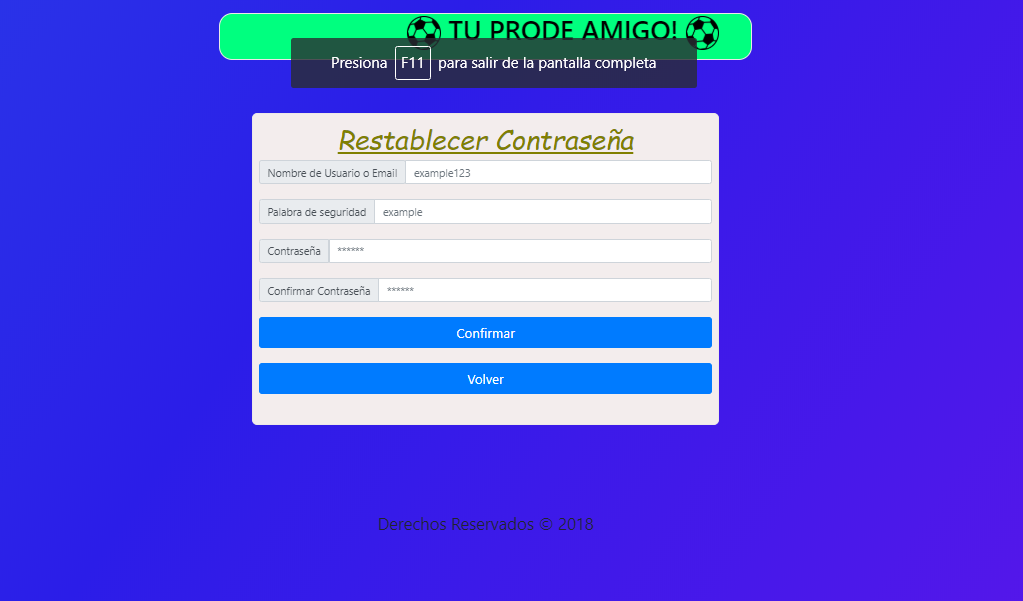 TU PRODE AMIGO!
Presiona F11 para salir de la pantalla completa
Restablecer Contraseña
Nombre de Usuario o Email example123
Palabra de seguridad example
Contraseña ******
Confirmar Contraseña ******
Confirmar
Volver
Derechos Reservados © 2018